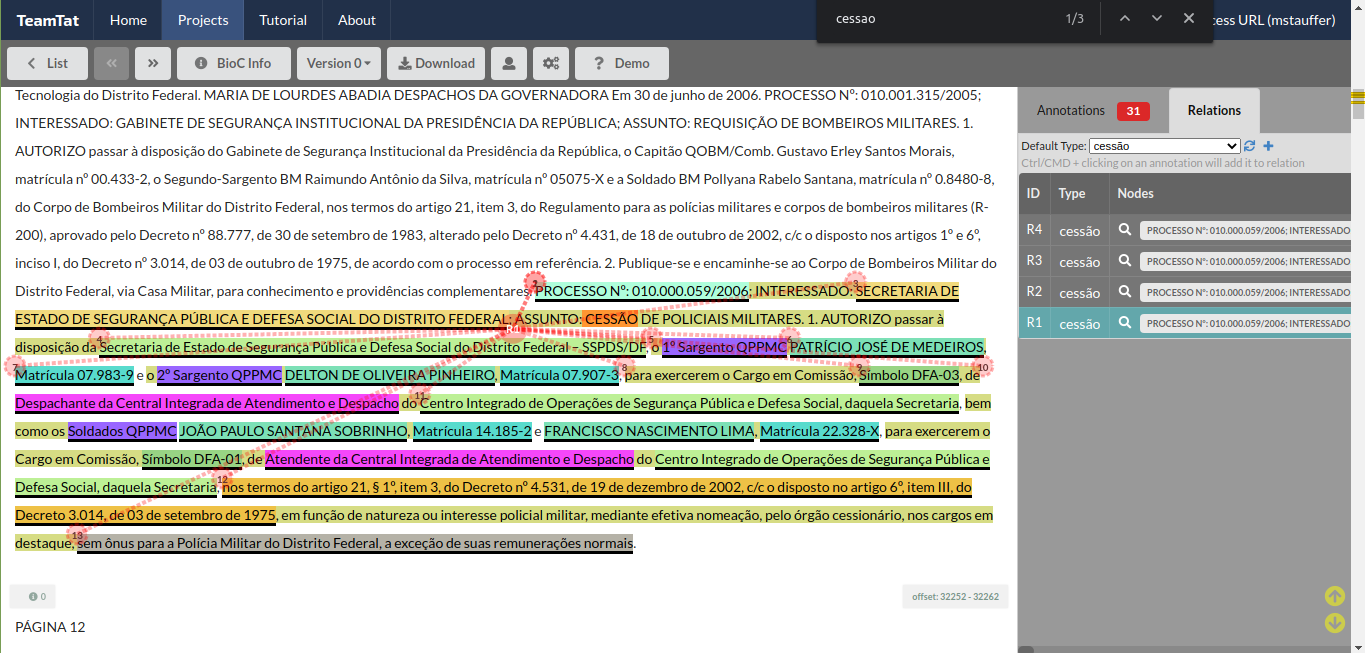 TeamTat Home Projects Tutorial About cessao 1/3 cess URL (mstauffer)
List BioC Info Version 0 Download Demo
Tecnologia do Distrito Federal. MARIA DE LOURDES ABADIA DESPACHOS DA GOVERNADORA Em 30 de junho de 2006. PROCESSO Nº: 010.001.315/2005;
INTERESSADO: GABINETE DE SEGURANÇA INSTITUCIONAL DA PRESIDÊNCIA DA REPÚBLICA; ASSUNTO: REQUISIÇÃO DE BOMBEIROS MILITARES. 1.
AUTORIZO passar à disposição do Gabinete de Segurança Institucional da Presidência da República, o Capitão QOBM/Comb. Gustavo Erley Santos Morais,
matrícula nº 00.433-2, o Segundo-Sargento BM Raimundo Antônio da Silva, matrícula nº 05075-X e a Soldado BM Pollyana Rabelo Santana, matrícula nº 0.8480-8,
do Corpo de Bombeiros Militar do Distrito Federal, nos termos do artigo 21, item 3, do Regulamento para as polícias militares e corpos de bombeiros militares (R-
200), aprovado pelo Decreto nº 88.777, de 30 de setembro de 1983, alterado pelo Decreto nº 4.431, de 18 de outubro de 2002, c/c o disposto nos artigos 1º e 6º,
inciso I, do Decreto nº 3.014, de 03 de outubro de 1975, de acordo com o processo em referência. 2. Publique-se e encaminhe-se ao Corpo de Bombeiros Militar do
Distrito Federal, via Casa Militar, para conhecimento e providências complementares. PROCESSO Nº: 010.000.059/2006; INTERESSADO: SECRETARIA DE
ESTADO DE SEGURANÇA PÚBLICA E DEFESA SOCIAL DO DISTRITO FEDERAL; ASSUNTO: CESSÃO DE POLICIAIS MILITARES. 1. AUTORIZO passar à
disposição da Secretaria de Estado de Segurança Pública e Defesa Social do Distrito Federal – SSPDS/DF, o 1º Sargento QPPMC PATRÍCIO JOSÉ DE MEDEIROS,
Matrícula 07.983-9 e o 2º Sargento QPPMC DELTON DE OLIVEIRA PINHEIRO, Matrícula 07.907-3, para exercerem o Cargo em Comissão, Símbolo DFA-03, de
Despachante da Central Integrada de Atendimento e Despacho do Centro Integrado de Operações de Segurança Pública e Defesa Social, daquela Secretaria, bem
como os Soldados QPPMC JOÃO PAULO SANTANA SOBRINHO, Matrícula 14.185-2 e FRANCISCO NASCIMENTO LIMA, Matrícula 22.328-X, para exercerem o
Cargo em Comissão, Símbolo DFA-01, de Atendente da Central Integrada de Atendimento e Despacho do Centro Integrado de Operações de Segurança Pública e
Defesa Social, daquela Secretaria, nos termos do artigo 21, § 1º, item 3, do Decreto nº 4.531, de 19 de dezembro de 2002, c/c o disposto no artigo 6º, item III, do
Decreto 3.014, de 03 de setembro de 1975, em função de natureza ou interesse policial militar, mediante efetiva nomeação, pelo órgão cessionário, nos cargos em
destaque, sem ônus para a Polícia Militar do Distrito Federal, a exceção de suas remunerações normais.
2
3
4
5
6
7
8
9
10
11
12
13
R1
0
offset: 32252 - 32262
PÁGINA 12
Annotations 31 Relations
Default Type: cessão
Ctrl/CMD + clicking on an annotation will add it to relation
ID Type Nodes
R4 cessão PROCESSO Nº: 010.000.059/2006; INTERESSADO
R3 cessão PROCESSO Nº: 010.000.059/2006; INTERESSADO
R2 cessão PROCESSO Nº: 010.000.059/2006; INTERESSADO
R1 cessão PROCESSO Nº: 010.000.059/2006; INTERESSADO